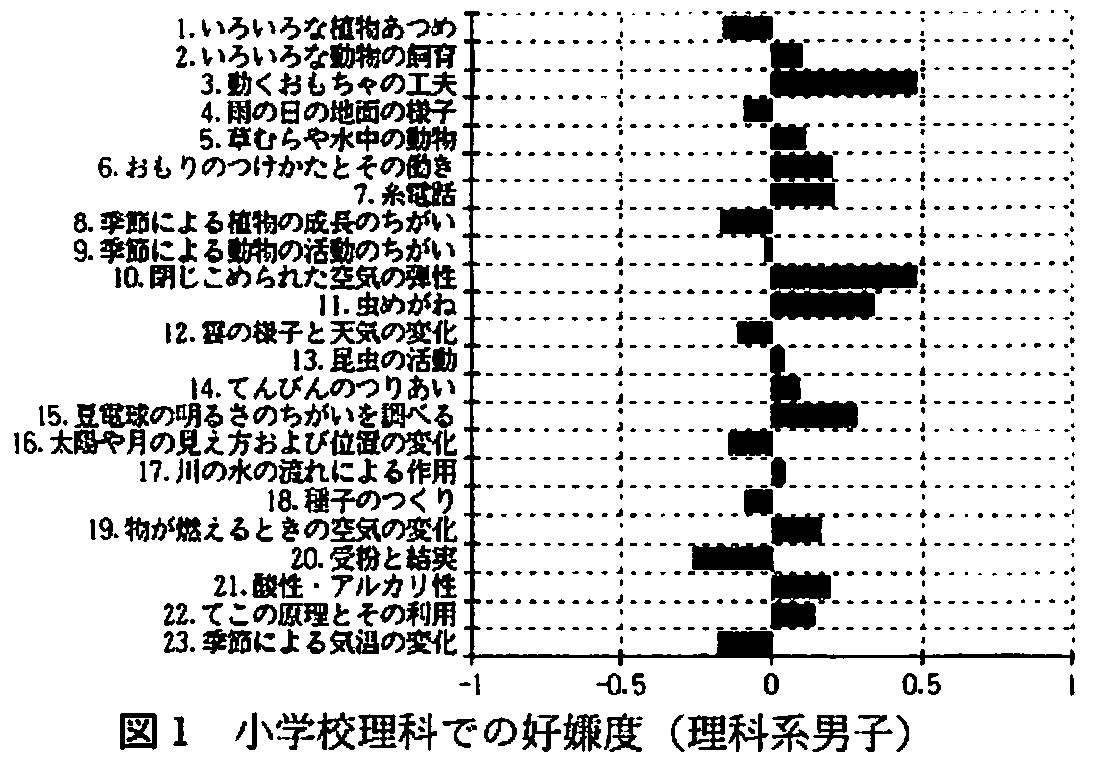 1.いろいろな植物あつめ
2.いろいろな動物の飼育
3.動くおもちゃの工夫
4.雨の日の地面の様子
5.草むらや水中の動物
6.おもりのつけかたとその働き
7.糸電話
8.季節による植物の成長のちがい
9.季節による動物の活動のちがい
10.閉じこめられた空気の弾性
11.虫めがね
12.雲の様子と天気の変化
13.昆虫の活動
14.てんびんのつりあい
15.豆電球の明るさのちがいを調べる
16.太陽や月の見え方および位置の変化
17.川の水の流れによる作用
18.種子のつくり
19.物が燃えるときの空気の変化
20.受粉と結実
21.酸性・アルカリ性
22.てこの原理とその利用
23.季節による気温の変化
-1 -0.5 0 0.5 1
図1 小学校理科での好嫌度（理科系男子）